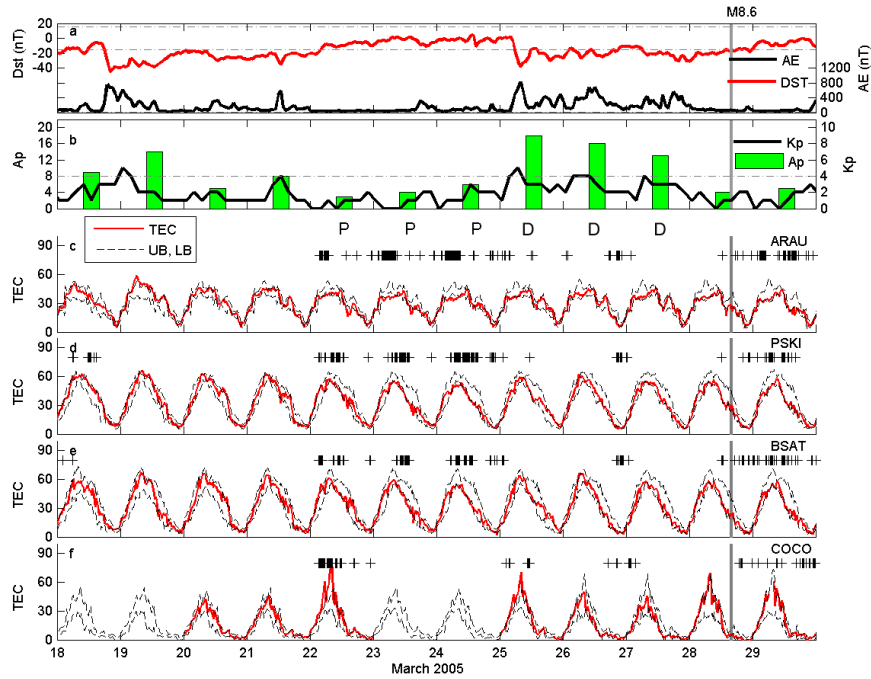 M8.6
a
20
0
-20
-40
Dst (nT)
AE
DST
1200
800
400
0
AE (nT)
b
20
16
12
8
4
0
Ap
Kp
Ap
10
8
6
4
2
0
Kp
P P P D D D
TEC
UB, LB
c
ARAU
90
60
30
0
TEC
d
PSKI
90
60
30
0
TEC
e
BSAT
90
60
30
0
TEC
f
COCO
90
60
30
0
TEC
18 19 20 21 22 23 24 25 26 27 28 29
March 2005